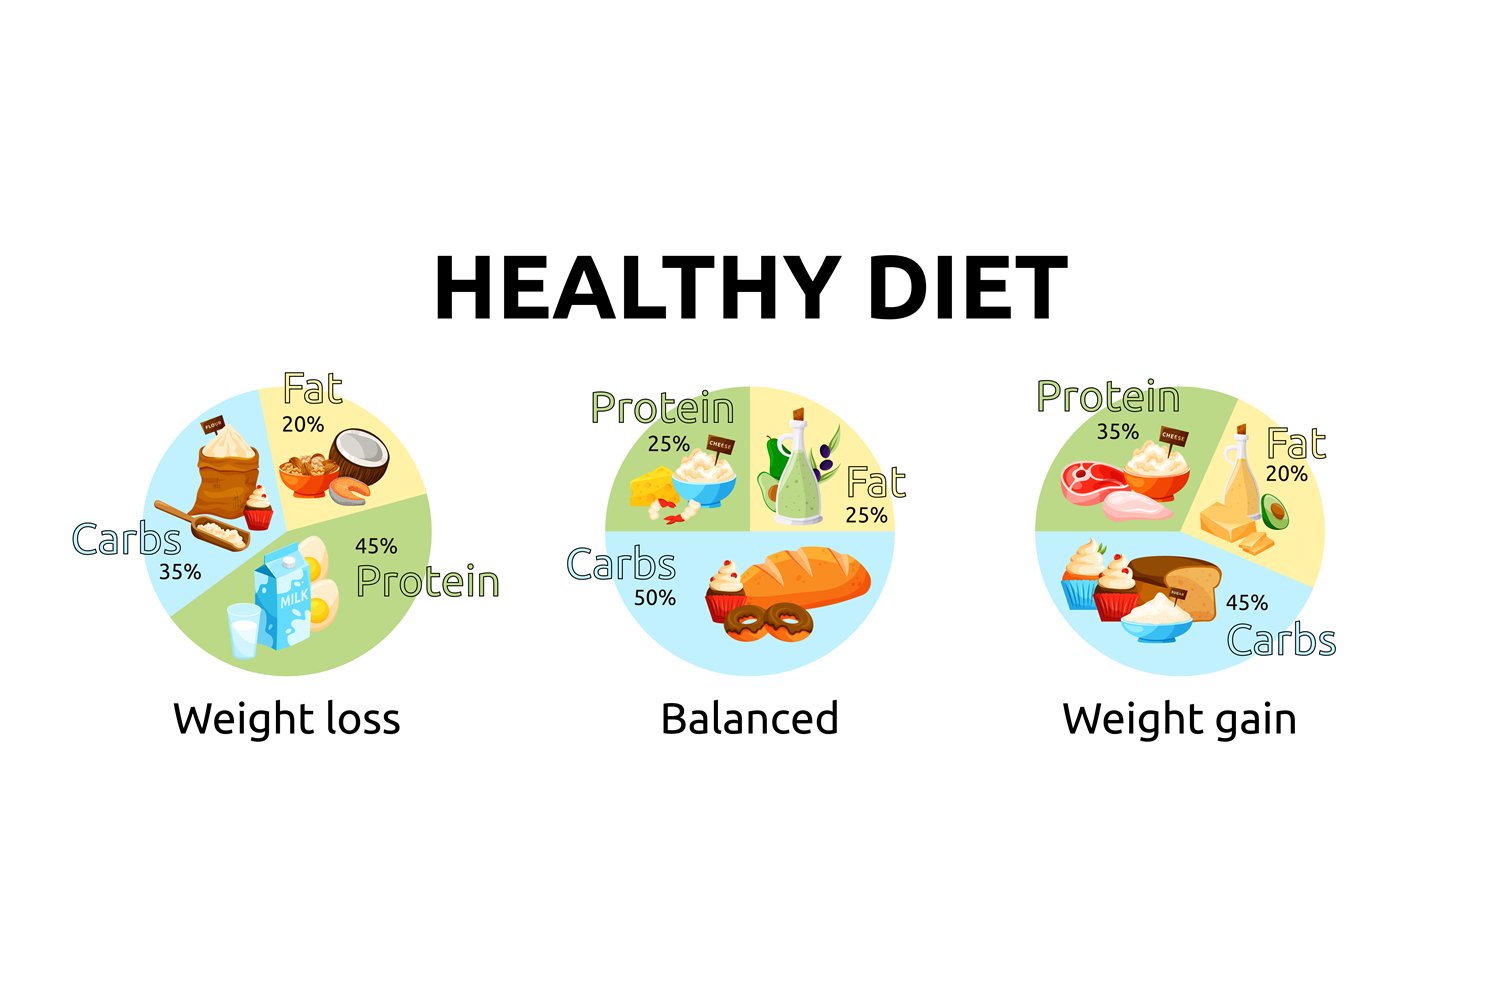 HEALTHY DIET
Fat
20%
FLOUR
Carbs
35%
45%
Protein
MILK
Weight loss
Protein
25%
CHEESE
Fat
25%
Carbs
50%
Balanced
Protein
35%
CHEESE
Fat
20%
SUGAR
45%
Carbs
Weight gain